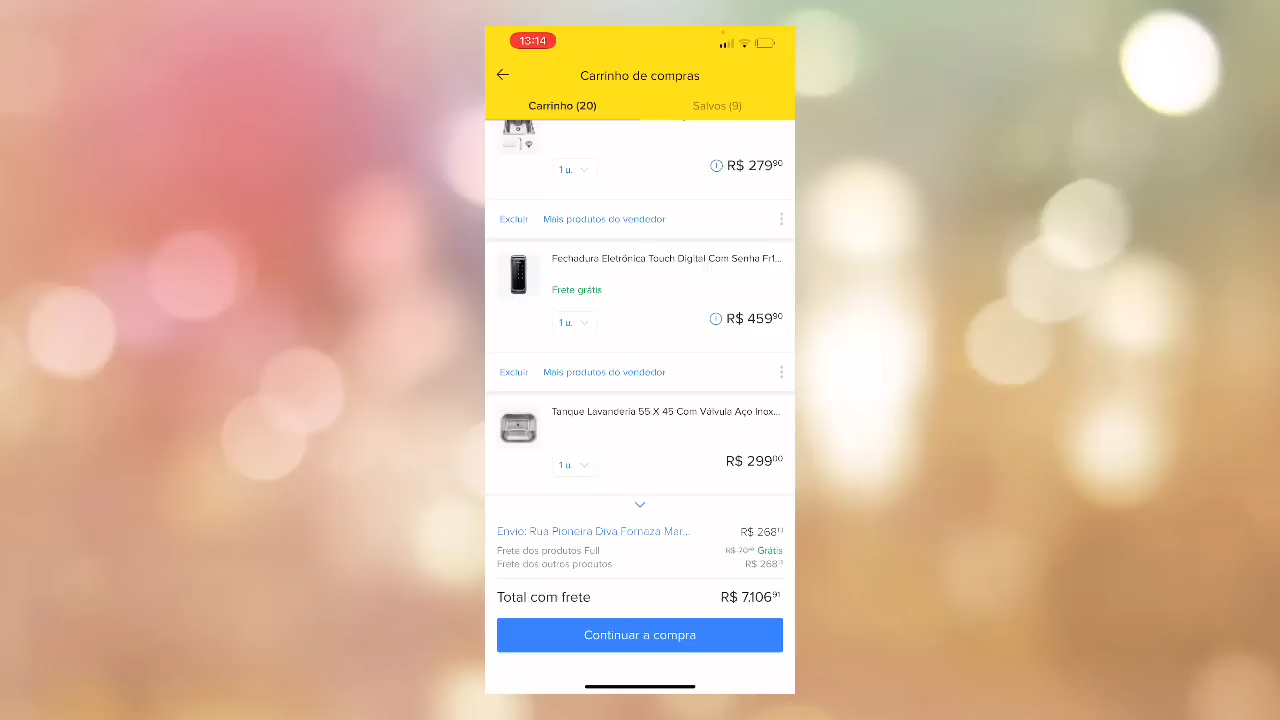 13:14
Carrinho de compras
Carrinho (20)
Salvos (9)
1 u.
R$ 27990
Excluir
Mais produtos do vendedor
Fechadura Eletrônica Touch Digital Com Senha Fr1...
Frete grátis
1 u.
R$ 45990
Excluir
Mais produtos do vendedor
Tanque Lavanderia 55 X 45 Com Válvula Aço Inox...
1 u.
R$ 29900
Envio: Rua Pioneira Diva Fornaza Mar...
R$ 268
Frete dos produtos Full
R$ 70 Grátis
Frete dos outros produtos
R$ 268
Total com frete
R$ 7.10691
Continuar a compra